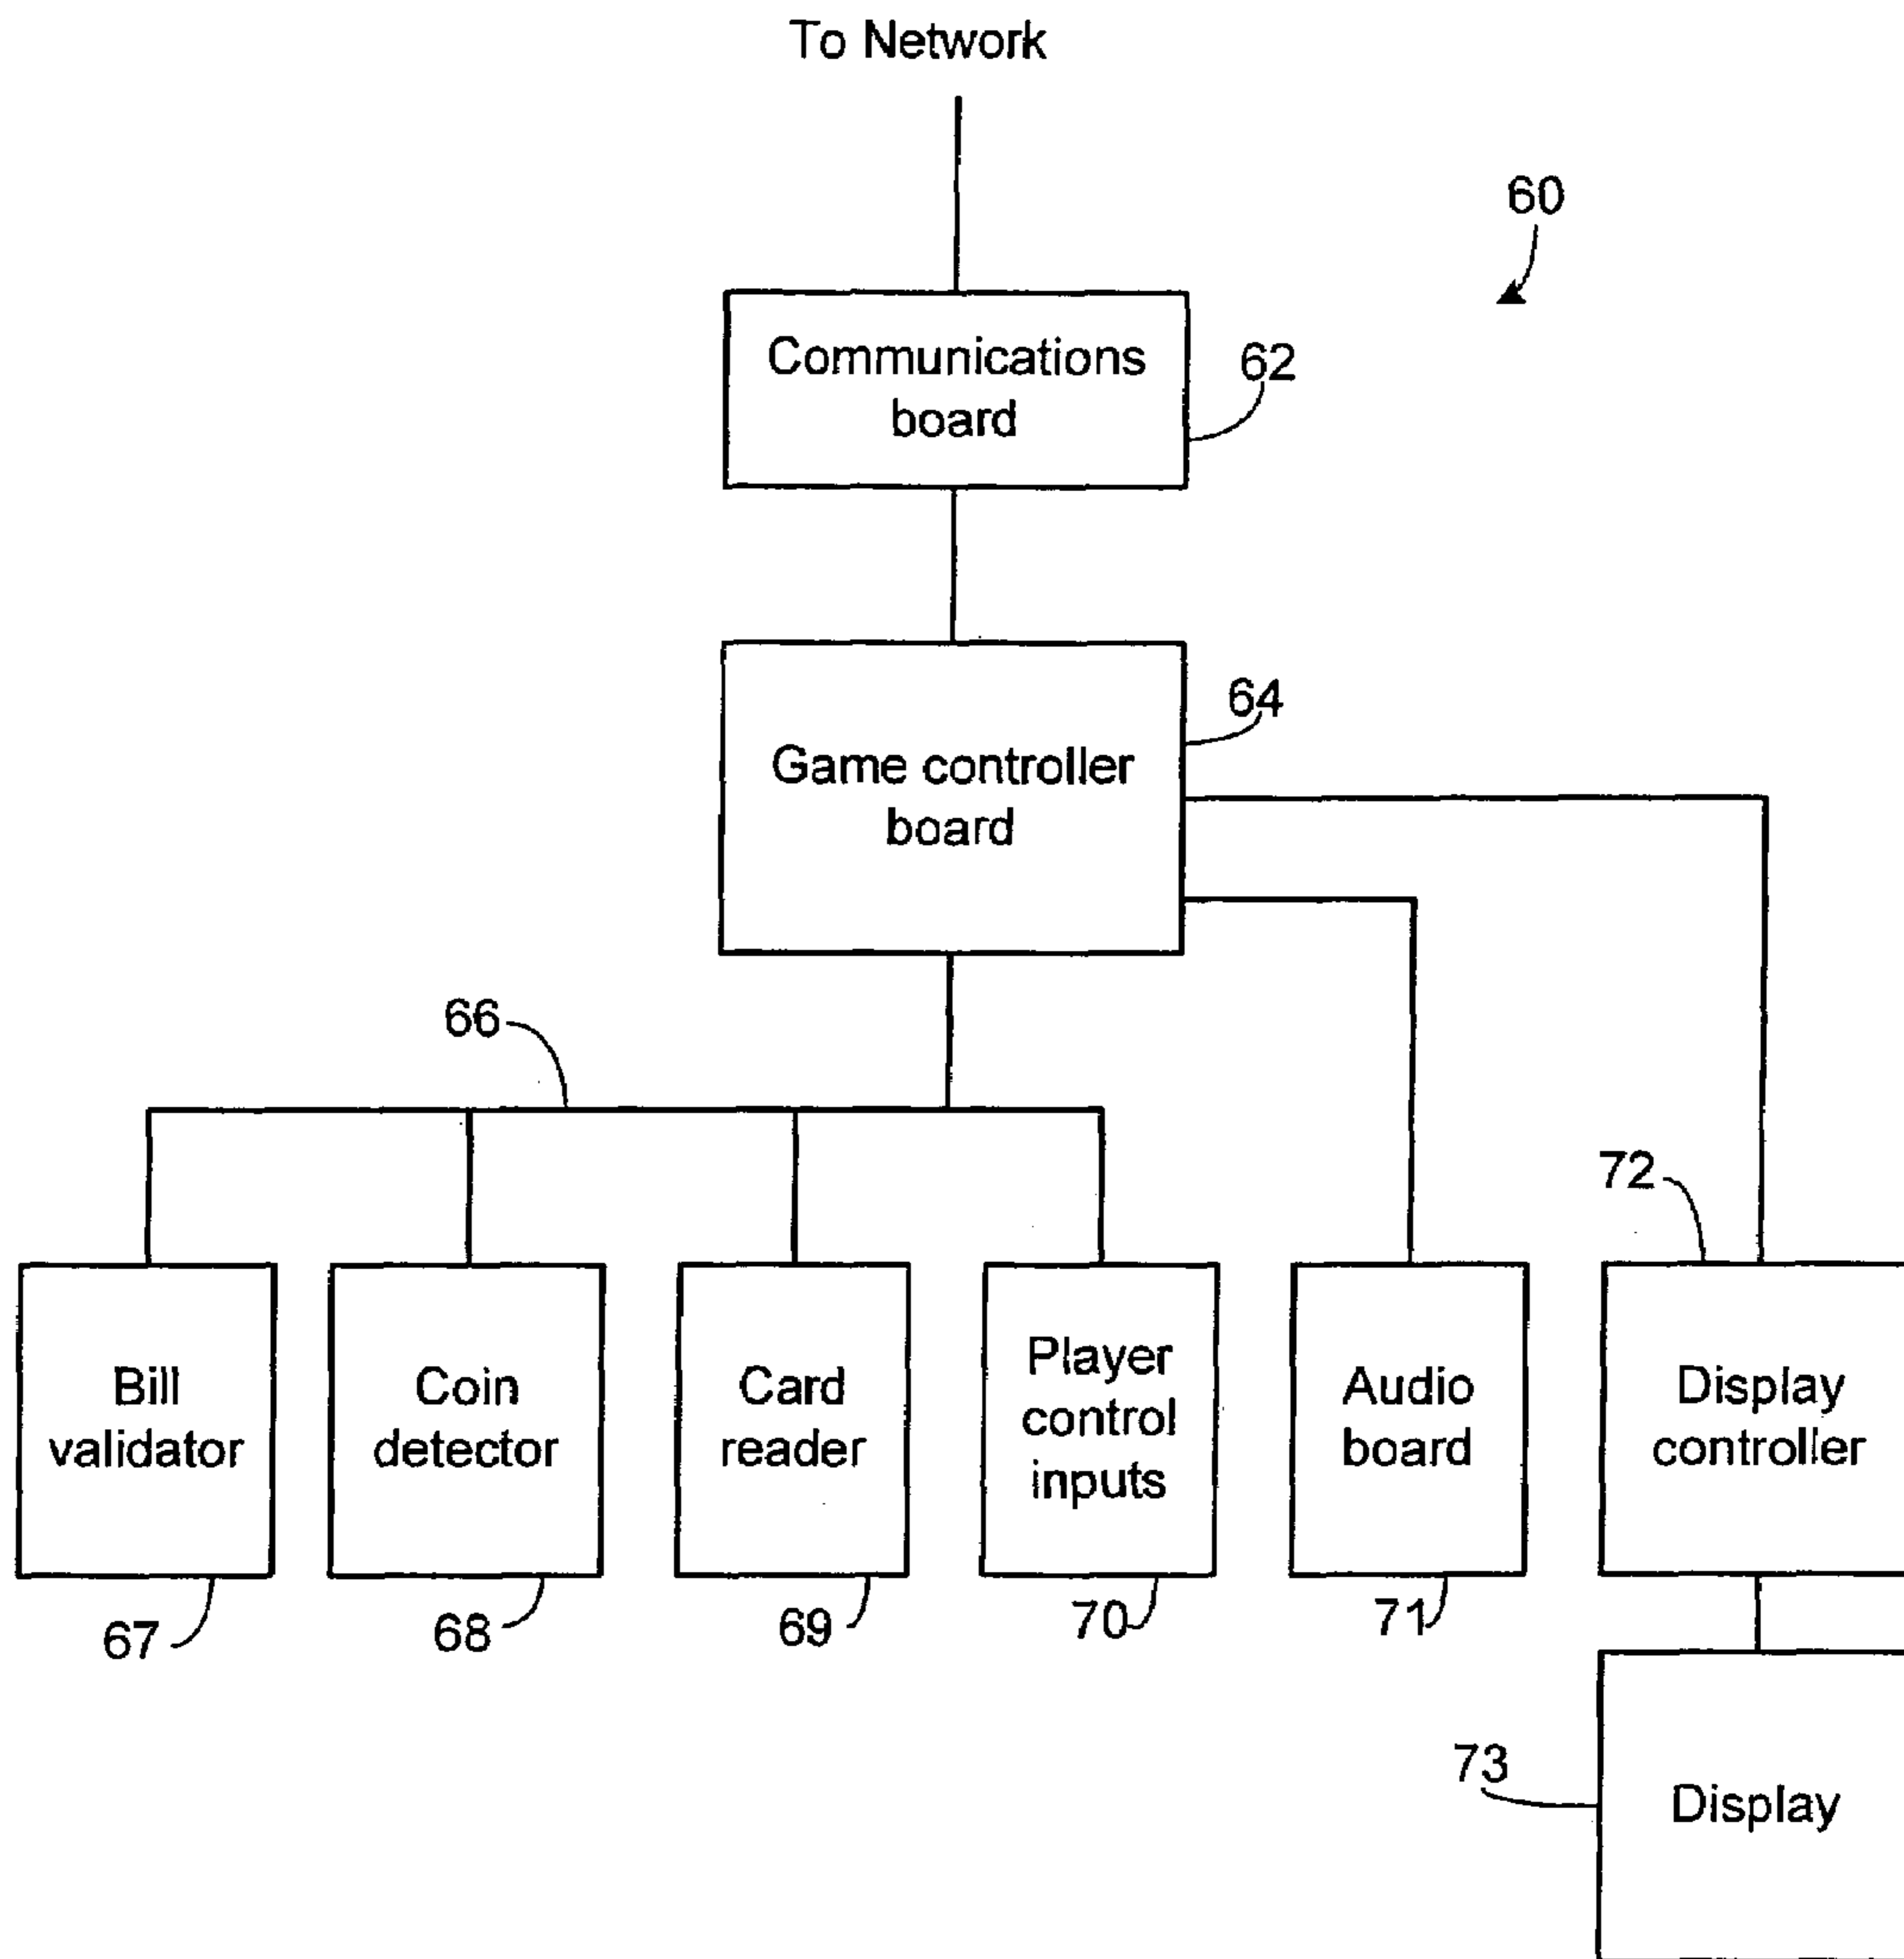 To Network
60
Communications
board
62
64
Game controller
board
66
72
Bill
validator
Coin
detector
Card
reader
Player
control
inputs
Audio
board
Display
controller
67
68
69
70
71
73
Display